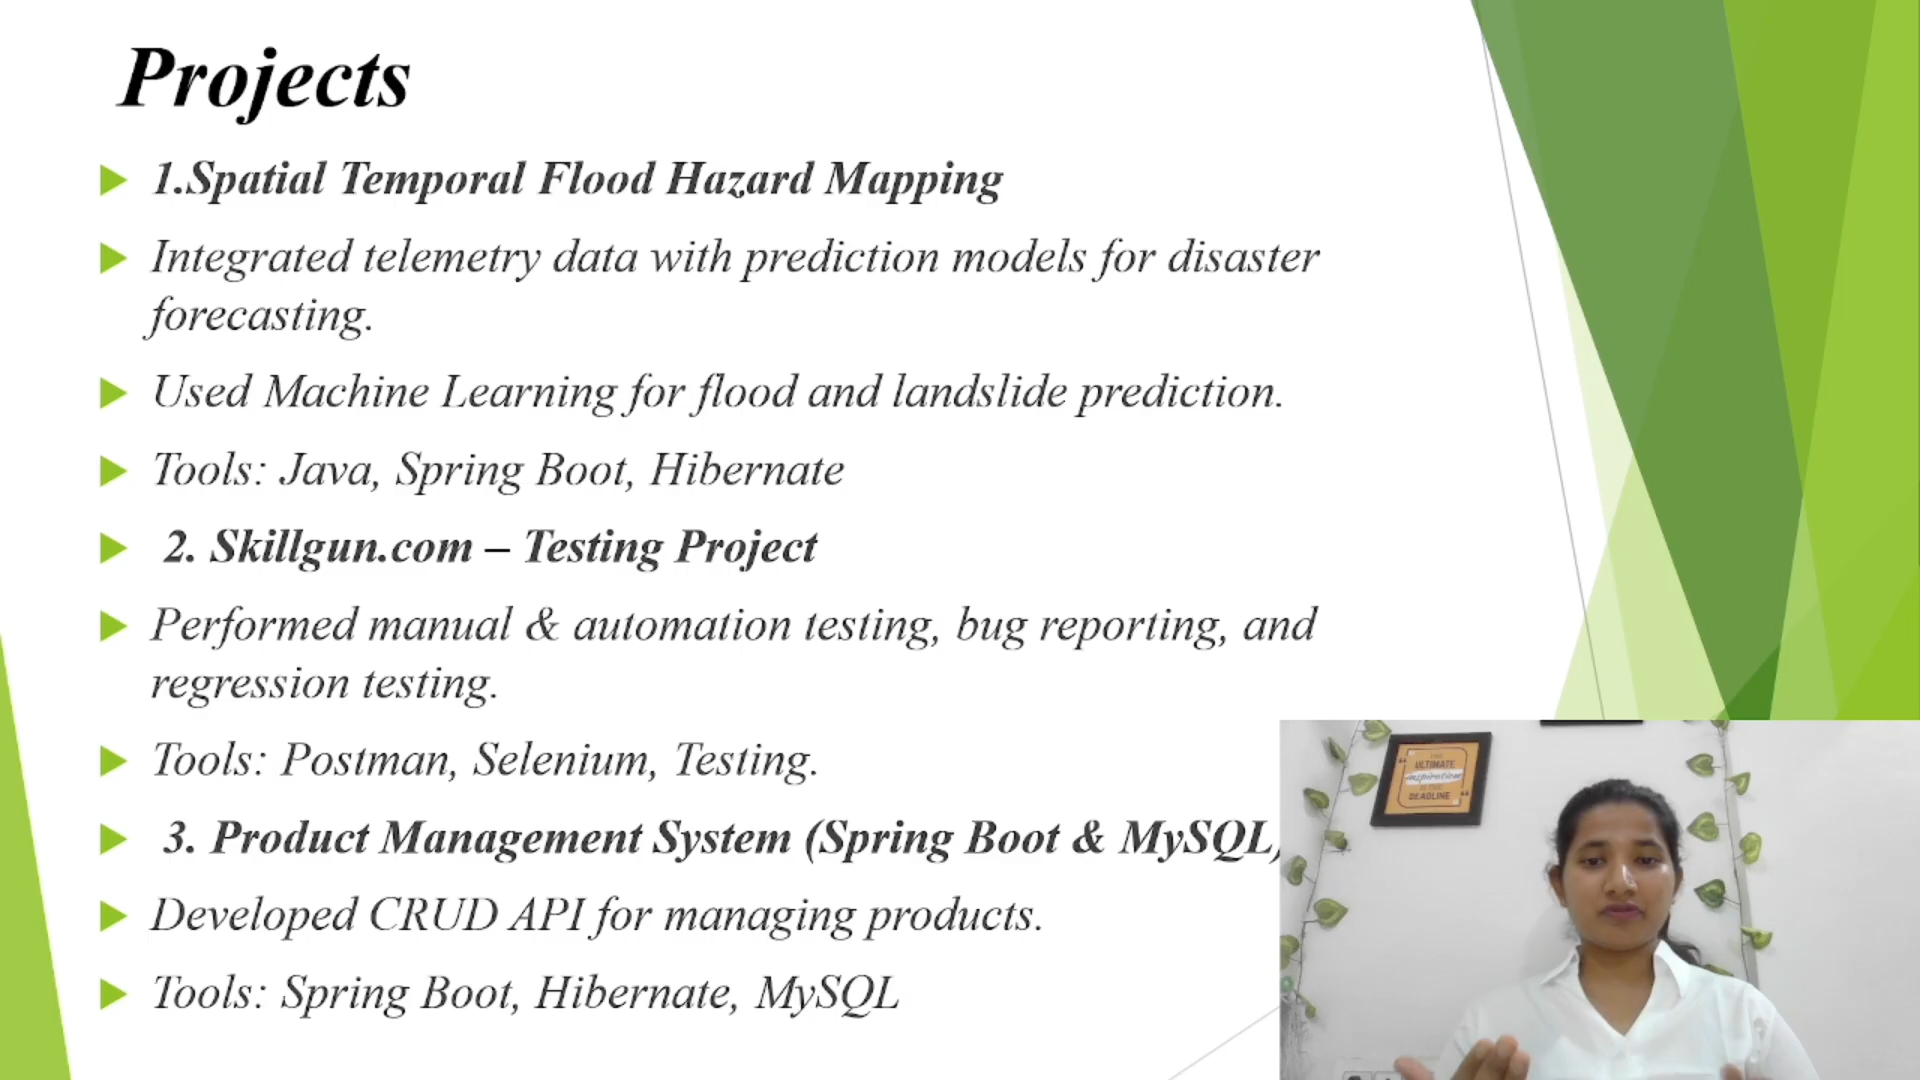 Projects
1.Spatial Temporal Flood Hazard Mapping
Integrated telemetry data with prediction models for disaster
forecasting.
Used Machine Learning for flood and landslide prediction.
Tools: Java, Spring Boot, Hibernate
2. Skillgun.com – Testing Project
Performed manual & automation testing, bug reporting, and
regression testing.
Tools: Postman, Selenium, Testing.
3. Product Management System (Spring Boot & MySQL)
Developed CRUD API for managing products.
Tools: Spring Boot, Hibernate, MySQL
ULTIMATE
inspiration
DEADLINE